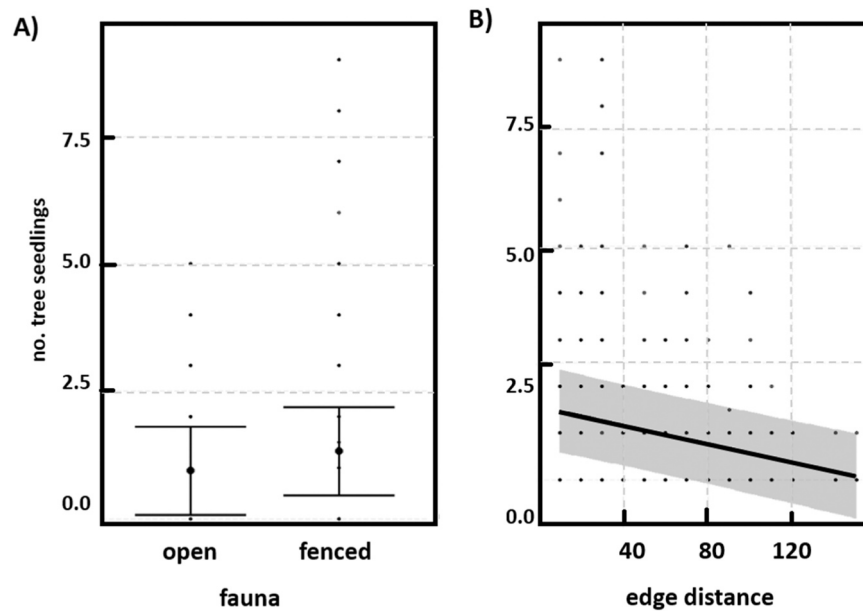 A)
no. tree seedlings
7.5
5.0
2.5
0.0
open fenced
fauna
B)
7.5
5.0
2.5
0.0
40 80 120
edge distance